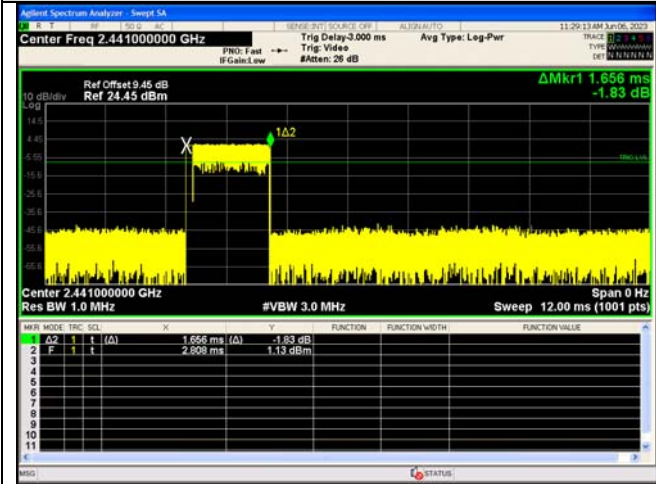 Agilent Spectrum Analyzer - Swept SA
R T RF 50 Ω AC SENSE:INT SOURCE OFF ALIGN AUTO 11:29:13 AM Jun 06, 2023
Center Freq 2.441000000 GHz Trig Delay-3.000 ms Avg Type: Log-Pwr TRACE 1 2 3 4 5 6
PNO: Fast Trig: Video TYPE WWWWWW
IFGain:Low #Atten: 26 dB DET N N N N N N
ΔMkr1 1.656 ms
Ref Offset 9.45 dB -1.83 dB
10 dB/div Ref 24.45 dBm
Log
14.5
4.45
1Δ2
X
-5.55
TRIG LVL
-15.6
-25.6
-35.6
-45.6
-55.6
-65.6
Center 2.441000000 GHz Span 0 Hz
Res BW 1.0 MHz #VBW 3.0 MHz Sweep 12.00 ms (1001 pts)
MKR MODE TRC SCL X Y FUNCTION FUNCTION WIDTH FUNCTION VALUE
1 Δ2 1 t (Δ) 1.656 ms (Δ) -1.83 dB
2 F 1 t 2.808 ms 1.13 dBm
3
4
5
6
7
8
9
10
11
MSG STATUS